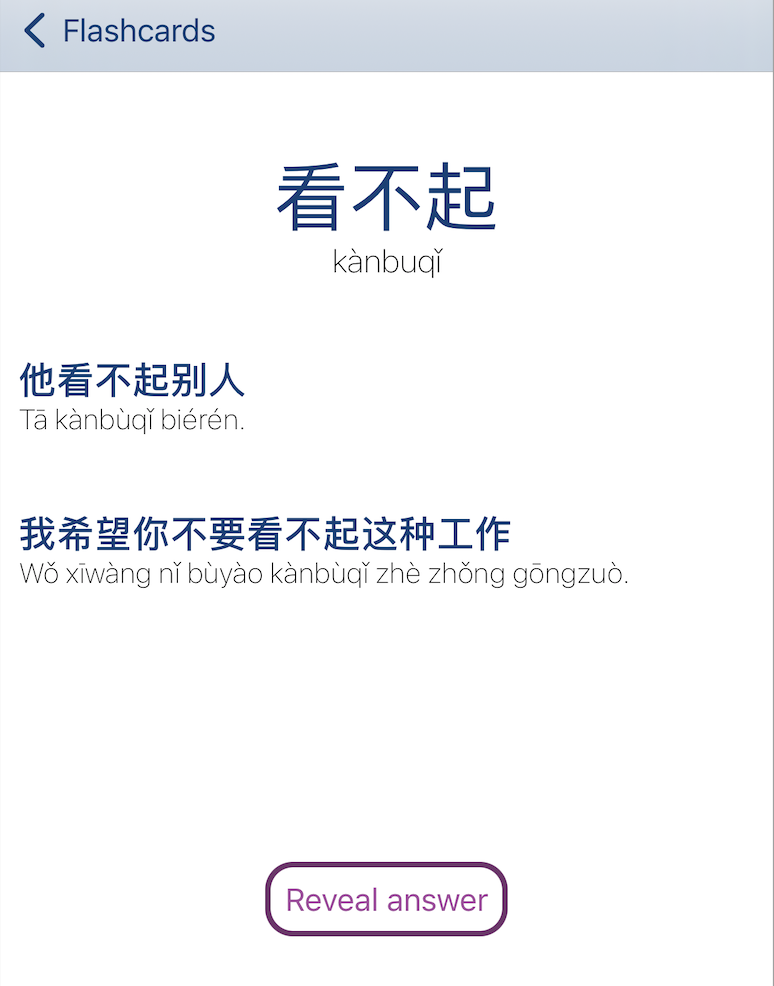 Flashcards
看不起
kànbuqǐ
他看不起别人
Tā kànbùqǐ biérén.
我希望你不要看不起这种工作
Wǒ xīwàng nǐ bùyào kànbùqǐ zhè zhǒng gōngzuò.
Reveal answer